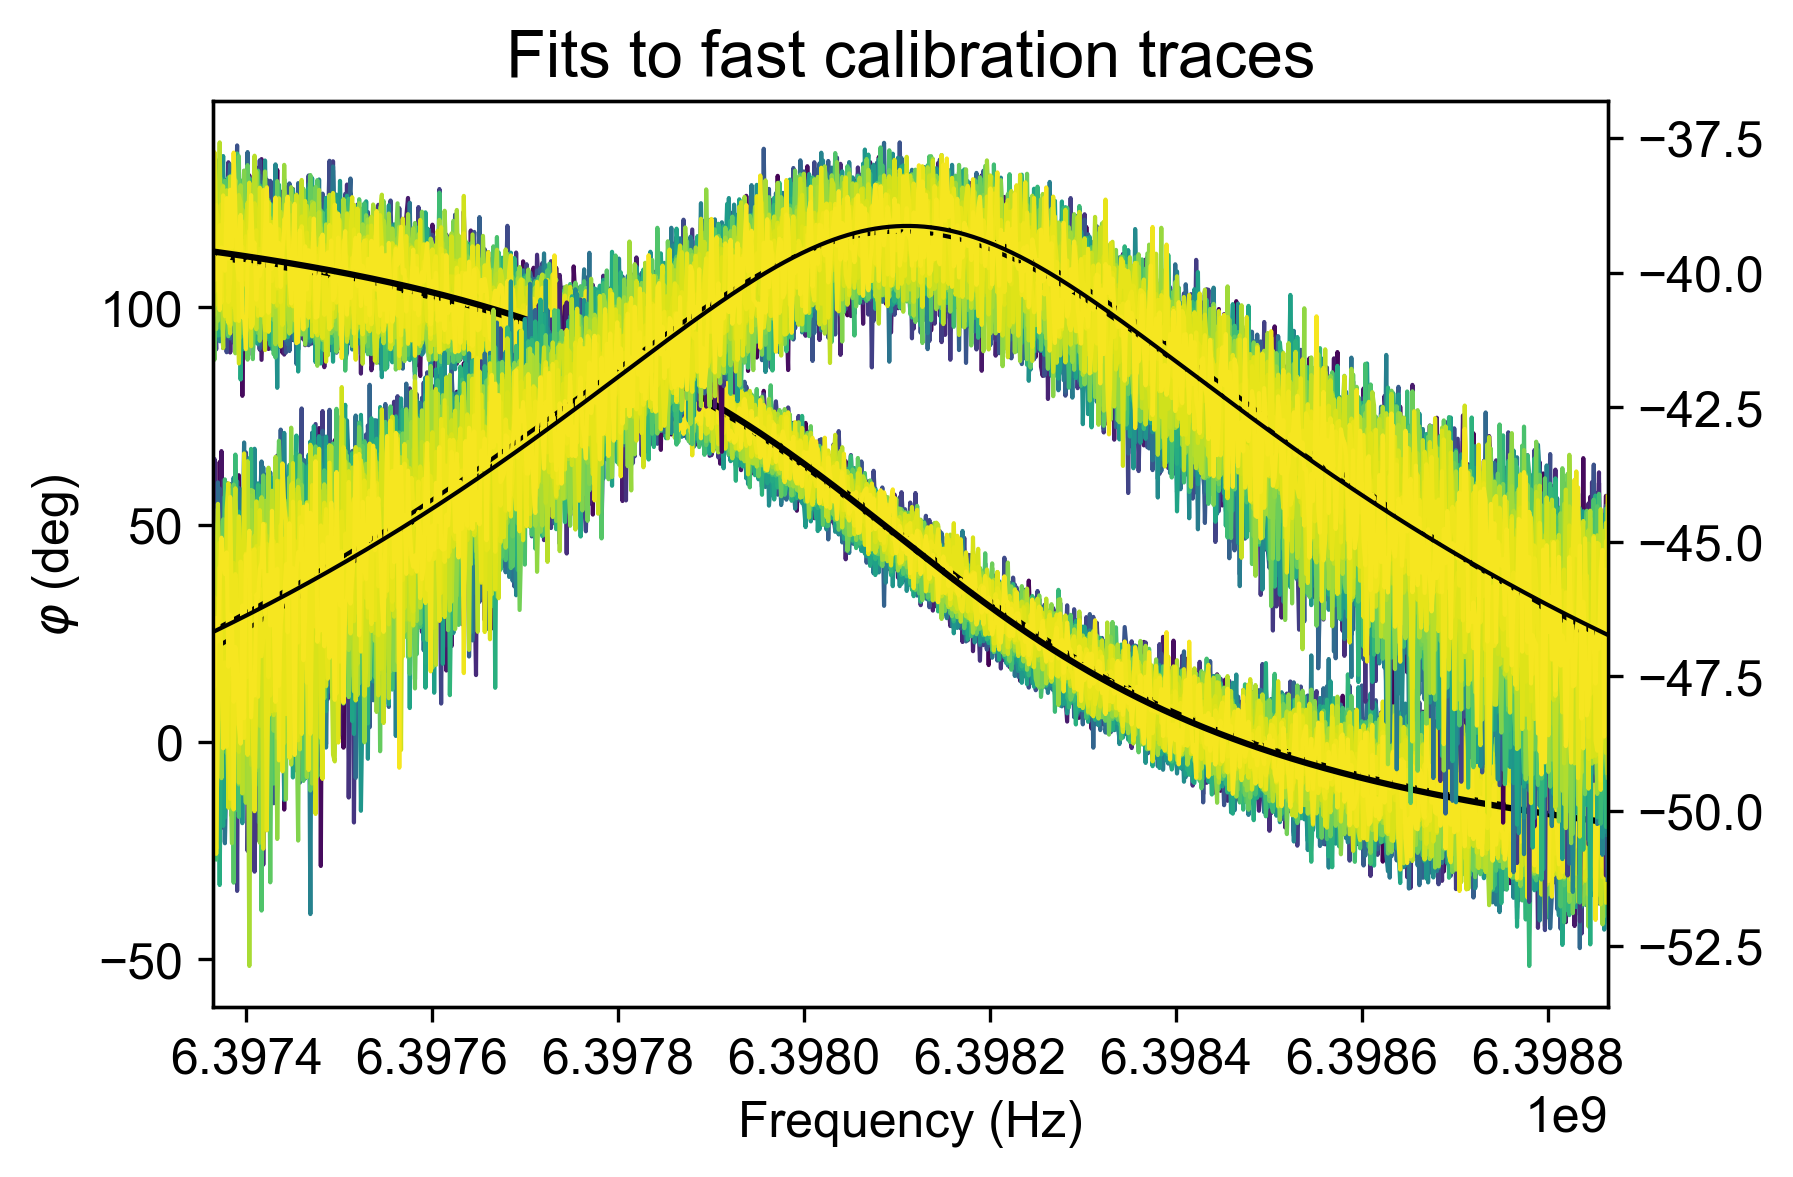 Fits to fast calibration traces
φ (deg)
100
50
0
−50
−37.5
−40.0
−42.5
−45.0
−47.5
−50.0
−52.5
6.3974 6.3976 6.3978 6.3980 6.3982 6.3984 6.3986 6.3988
1e9
Frequency (Hz)